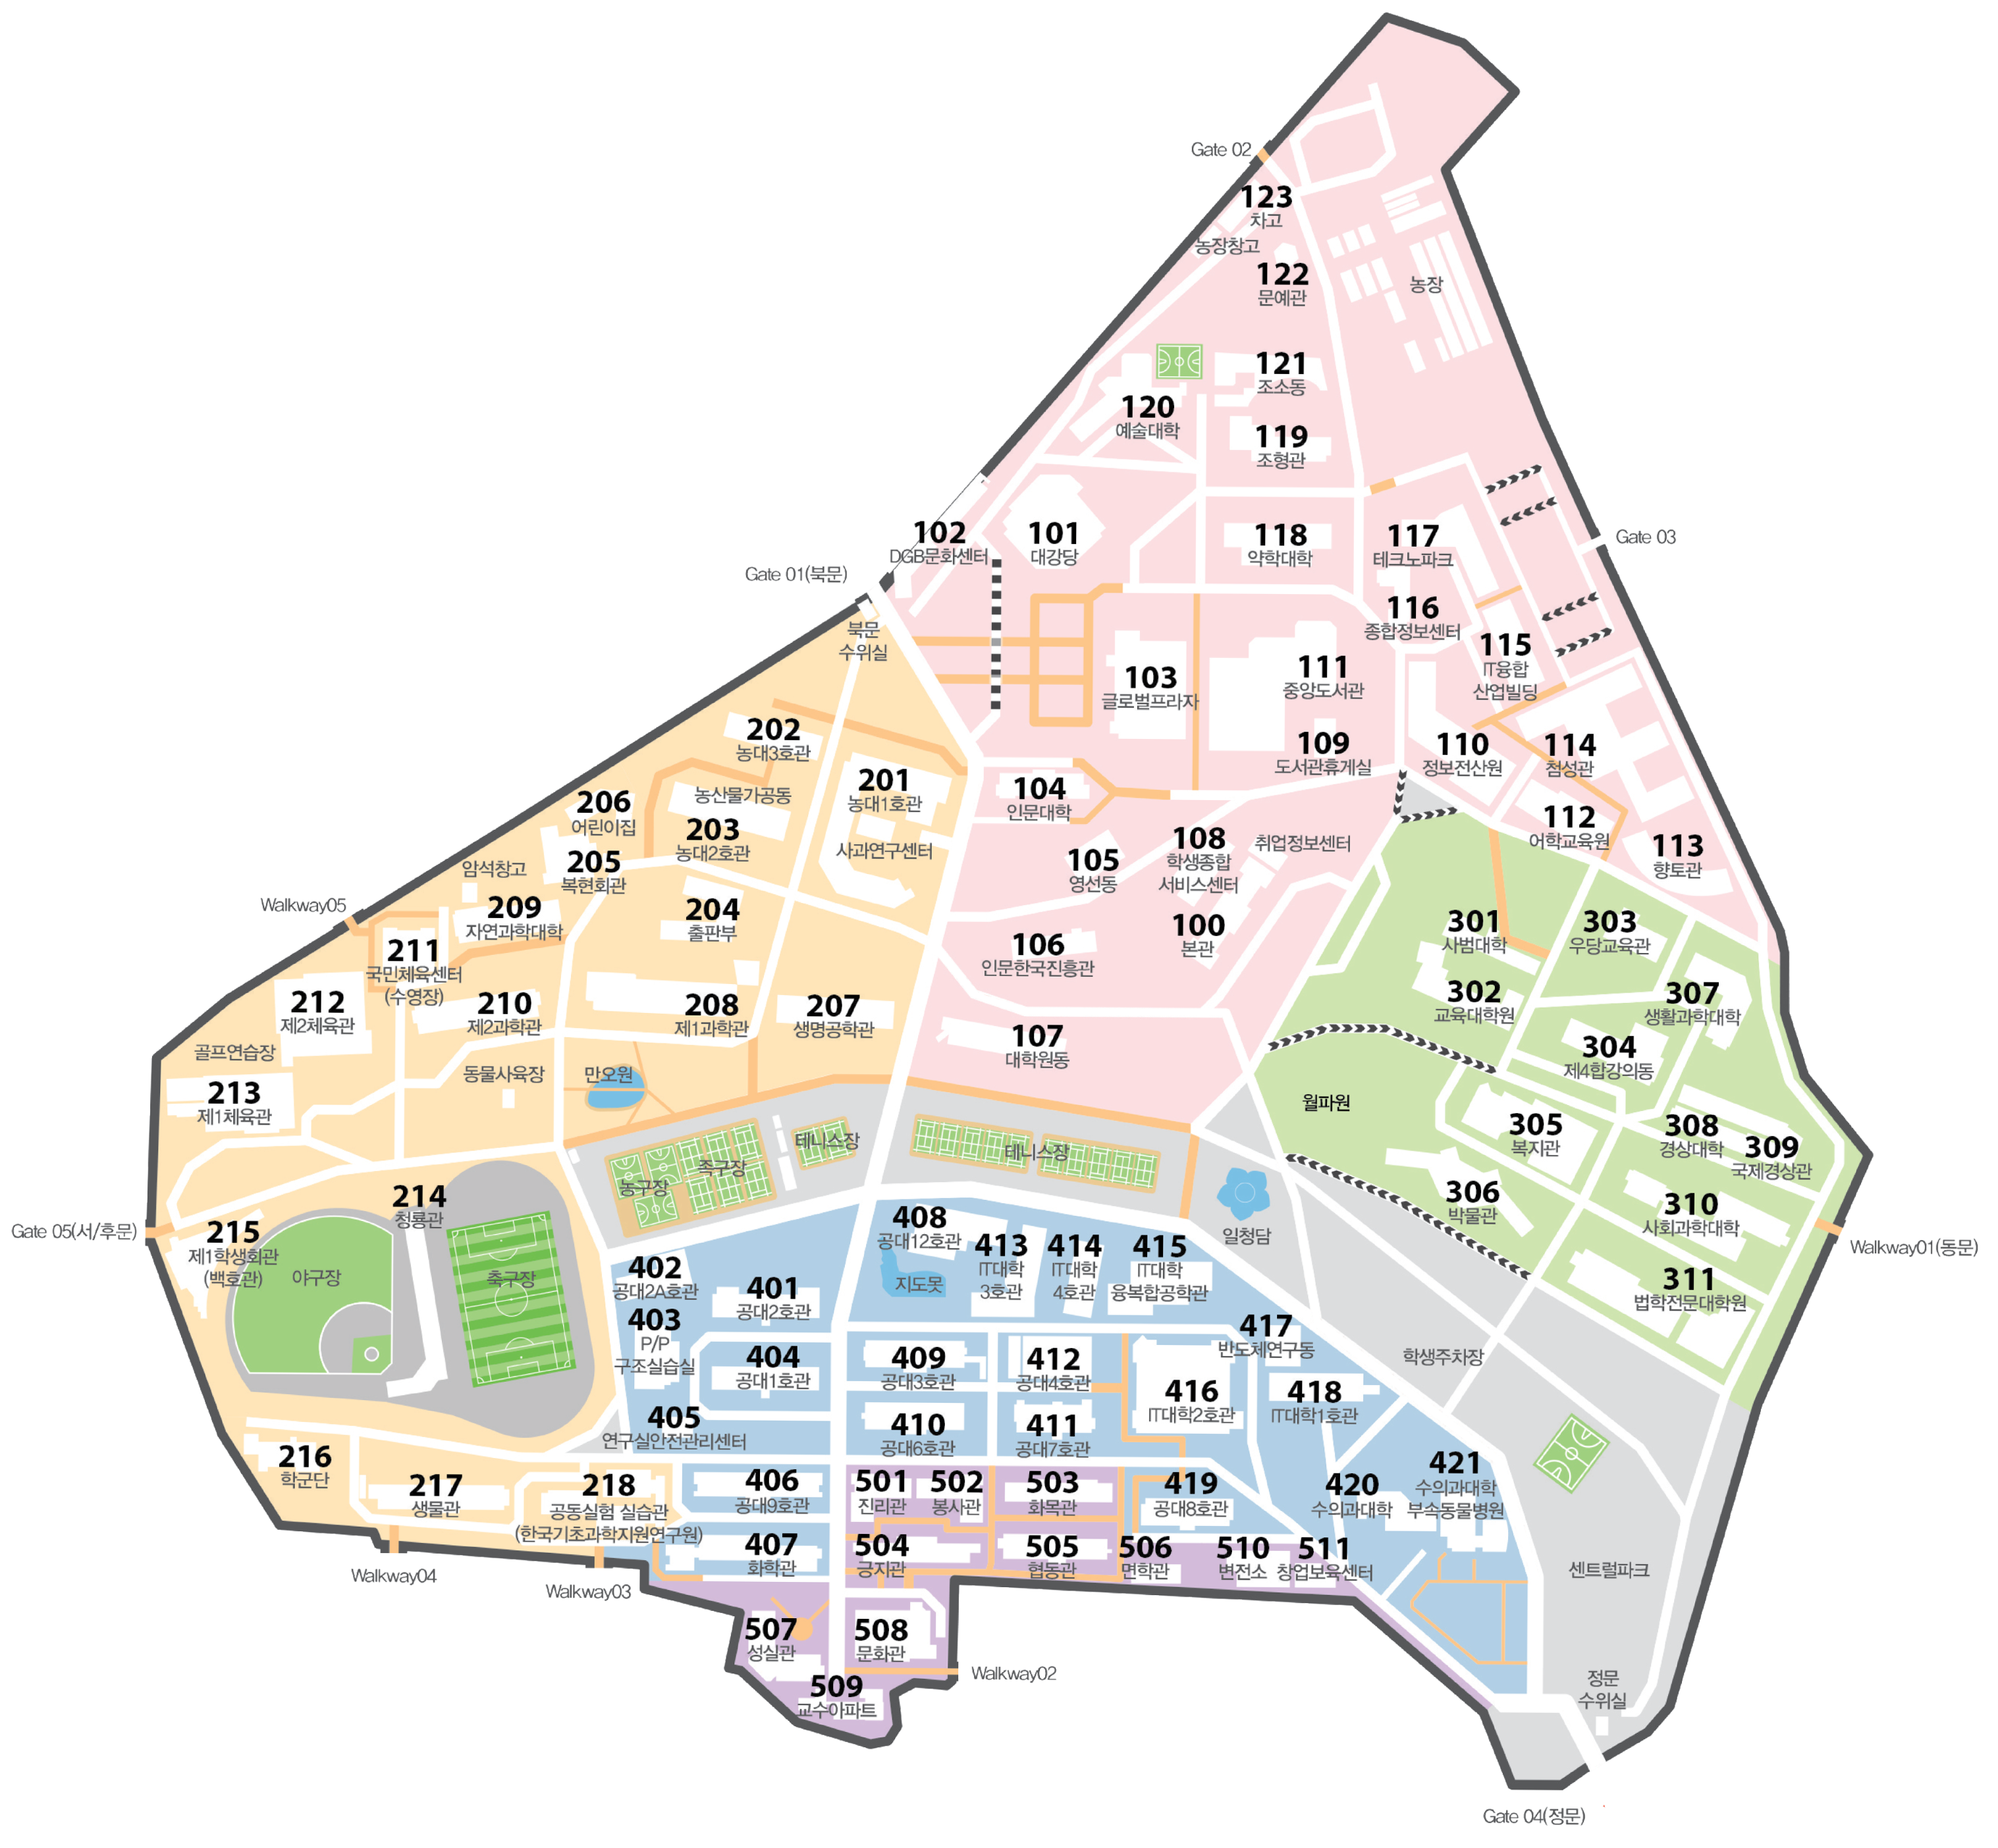 Gate 02
123
차고
농장창고
122
문예관
농장
121
조소동
120
예술대학
119
조형관
102
DGB문화센터
101
대강당
118
약학대학
117
테크노파크
Gate 03
Gate 01(북문)
116
종합정보센터
북문
수위실
115
IT융합
산업빌딩
103
글로벌프라자
111
중앙도서관
202
농대3호관
109
도서관휴게실
110
정보전산원
114
첨성관
201
농대1호관
104
인문대학
농산물가공동
206
어린이집
203
농대2호관
사과연구센터
112
어학교육원
113
향토관
105
영선동
108
학생종합
서비스센터
취업정보센터
암석창고
205
복현회관
Walkway05
209
자연과학대학
204
출판부
100
본관
301
사범대학
303
우당교육관
211
국민체육센터
(수영장)
106
인문한국진흥관
212
제2체육관
210
제2과학관
208
제1과학관
207
생명공학관
302
교육대학원
307
생활과학대학
107
대학원동
골프연습장
304
제4합강의동
213
제1체육관
동물사육장
만오원
월파원
305
복지관
308
경상대학
309
국제경상관
테니스장
테니스장
족구장
농구장
214
청룡관
306
박물관
310
사회과학대학
Gate 05(서/후문)
215
제1학생회관
(백호관)
야구장
축구장
408
공대12호관
413
IT대학
3호관
414
IT대학
4호관
415
IT대학
융복합공학관
일청담
Walkway01(동문)
402
공대2A호관
401
공대2호관
지도못
311
법학전문대학원
403
P/P
구조실습실
417
반도체연구동
학생주차장
404
공대1호관
409
공대3호관
412
공대4호관
416
IT대학2호관
418
IT대학1호관
405
연구실안전관리센터
410
공대6호관
411
공대7호관
216
학군단
217
생물관
218
공동실험 실습관
(한국기초과학지원연구원)
406
공대9호관
501
진리관
502
봉사관
503
화목관
419
공대8호관
420
수의과대학
421
수의과대학
부속동물병원
407
화학관
504
긍지관
505
협동관
506
면학관
510
변전소
511
창업보육센터
센트럴파크
Walkway04
Walkway03
507
성실관
508
문화관
Walkway02
509
교수아파트
정문
수위실
Gate 04(정문)